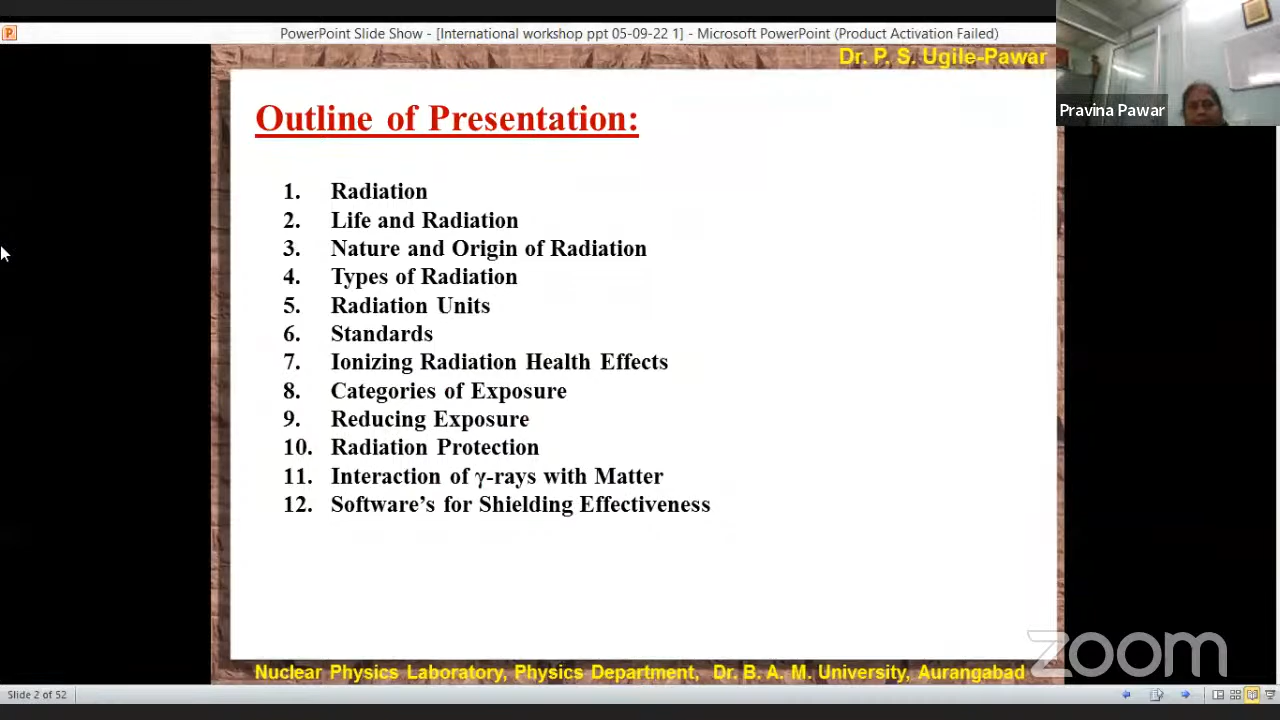 PowerPoint Slide Show - [International workshop ppt 05-09-22 1] - Microsoft PowerPoint (Product Activation Failed)
Dr. P. S. Ugile-Pawar
Pravina Pawar
Outline of Presentation:
1. Radiation
2. Life and Radiation
3. Nature and Origin of Radiation
4. Types of Radiation
5. Radiation Units
6. Standards
7. Ionizing Radiation Health Effects
8. Categories of Exposure
9. Reducing Exposure
10. Radiation Protection
11. Interaction of γ-rays with Matter
12. Software's for Shielding Effectiveness
zoom
Nuclear Physics Laboratory, Physics Department, Dr. B. A. M. University, Aurangabad
Slide 2 of 52